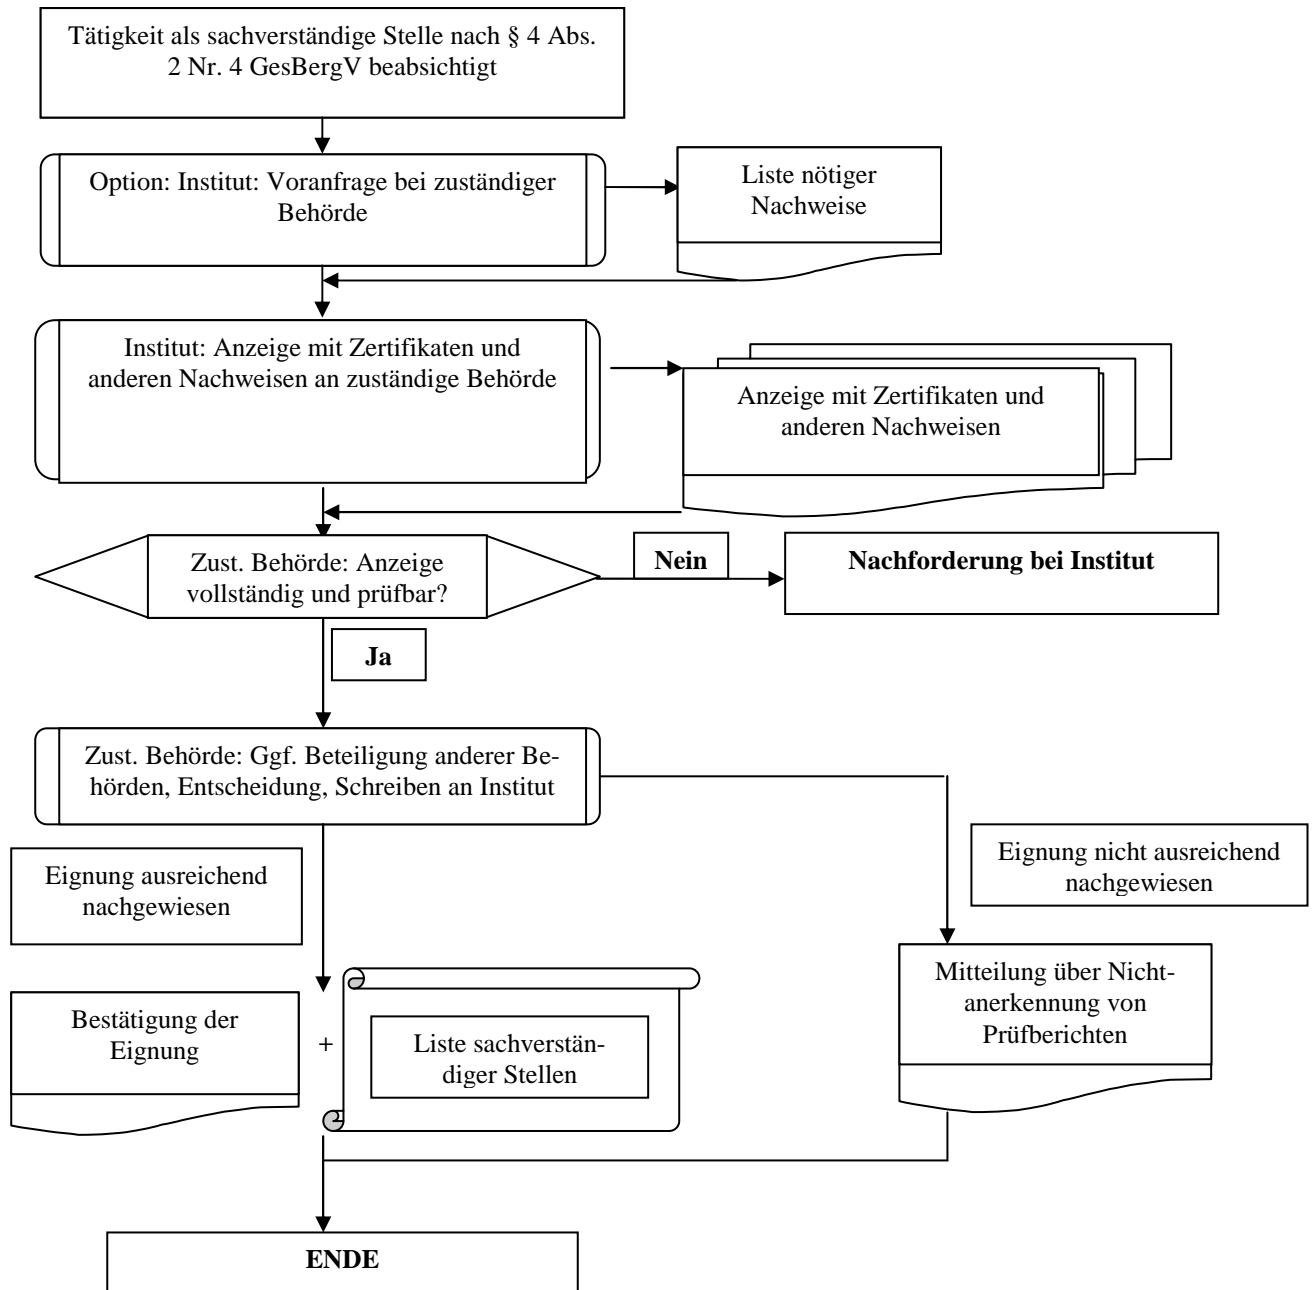 Tätigkeit als sachverständige Stelle nach § 4 Abs.
2 Nr. 4 GesBergV beabsichtigt
Option: Institut: Voranfrage bei zuständiger
Behörde
Liste nötiger
Nachweise
Institut: Anzeige mit Zertifikaten und
anderen Nachweisen an zuständige Behörde
Anzeige mit Zertifikaten und
anderen Nachweisen
Zust. Behörde: Anzeige
vollständig und prüfbar?
Nein
Nachforderung bei Institut
Ja
Zust. Behörde: Ggf. Beteiligung anderer Be-
hörden, Entscheidung, Schreiben an Institut
Eignung ausreichend
nachgewiesen
Eignung nicht ausreichend
nachgewiesen
Bestätigung der
Eignung
+
Liste sachverstän-
diger Stellen
Mitteilung über Nicht-
anerkennung von
Prüfberichten
ENDE